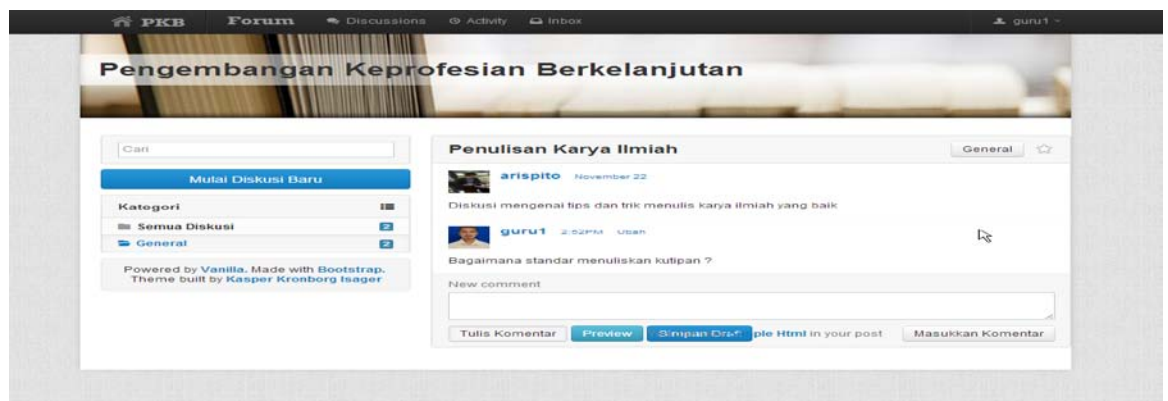 PKB Forum Discussions Activity Inbox guru1
Pengembangan Keprofesian Berkelanjutan
Cari
Mulai Diskusi Baru
Kategori
Semua Diskusi 2
General 2
Powered by Vanilla. Made with Bootstrap.
Theme built by Kasper Kronborg Isager
Penulisan Karya Ilmiah General
arispito November 22
Diskusi mengenai tips dan trik menulis karya ilmiah yang baik
guru1 2:52PM Ubah
Bagaimana standar menuliskan kutipan ?
New comment
Tulis Komentar Preview Simpan Draft ple Html in your post Masukkan Komentar